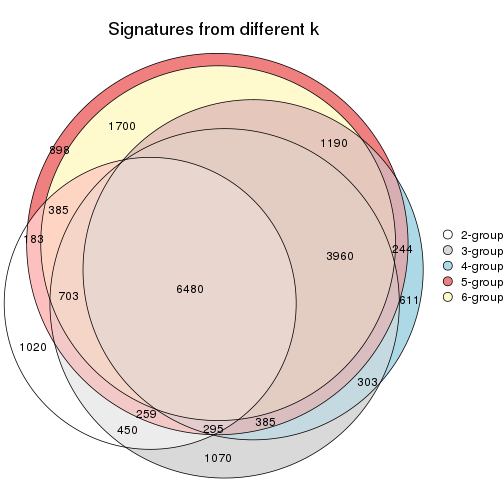 Signatures from different k
1700
1190
898
385
183
244
3960
6480
703
611
1020
303
259
385
295
450
1070
2-group
3-group
4-group
5-group
6-group